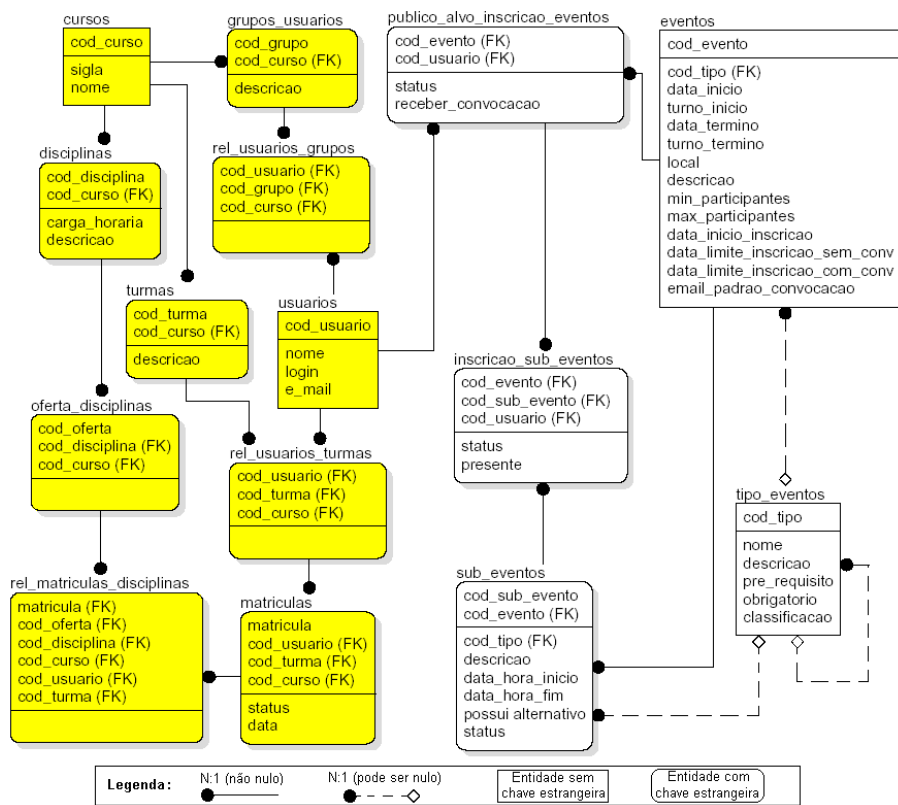 cursos
cod_curso
sigla
nome
grupos_usuarios
cod_grupo
cod_curso (FK)
descricao
publico_alvo_inscricao_eventos
cod_evento (FK)
cod_usuario (FK)
status
receber_convocacao
eventos
cod_evento
cod_tipo (FK)
data_inicio
turno_inicio
data_termino
turno_termino
local
descricao
min_participantes
max_participantes
data_inicio_inscricao
data_limite_inscricao_sem_conv
data_limite_inscricao_com_conv
email_padrao_convocacao
disciplinas
cod_disciplina
cod_curso (FK)
carga_horaria
descricao
rel_usuarios_grupos
cod_usuario (FK)
cod_grupo (FK)
cod_curso (FK)
turmas
cod_turma
cod_curso (FK)
descricao
usuarios
cod_usuario
nome
login
e_mail
inscricao_sub_eventos
cod_evento (FK)
cod_sub_evento (FK)
cod_usuario (FK)
status
presente
oferta_disciplinas
cod_oferta
cod_disciplina (FK)
cod_curso (FK)
rel_usuarios_turmas
cod_usuario (FK)
cod_turma (FK)
cod_curso (FK)
tipo_eventos
cod_tipo
nome
descricao
pre_requisito
obrigatorio
classificacao
rel_matriculas_disciplinas
matricula (FK)
cod_oferta (FK)
cod_disciplina (FK)
cod_curso (FK)
cod_usuario (FK)
cod_turma (FK)
matriculas
matricula
cod_usuario (FK)
cod_turma (FK)
cod_curso (FK)
status
data
sub_eventos
cod_sub_evento
cod_evento (FK)
cod_tipo (FK)
descricao
data_hora_inicio
data_hora_fim
possui alternativo
status
Legenda:
N:1 (não nulo)
N:1 (pode ser nulo)
Entidade sem
chave estrangeira
Entidade com
chave estrangeira